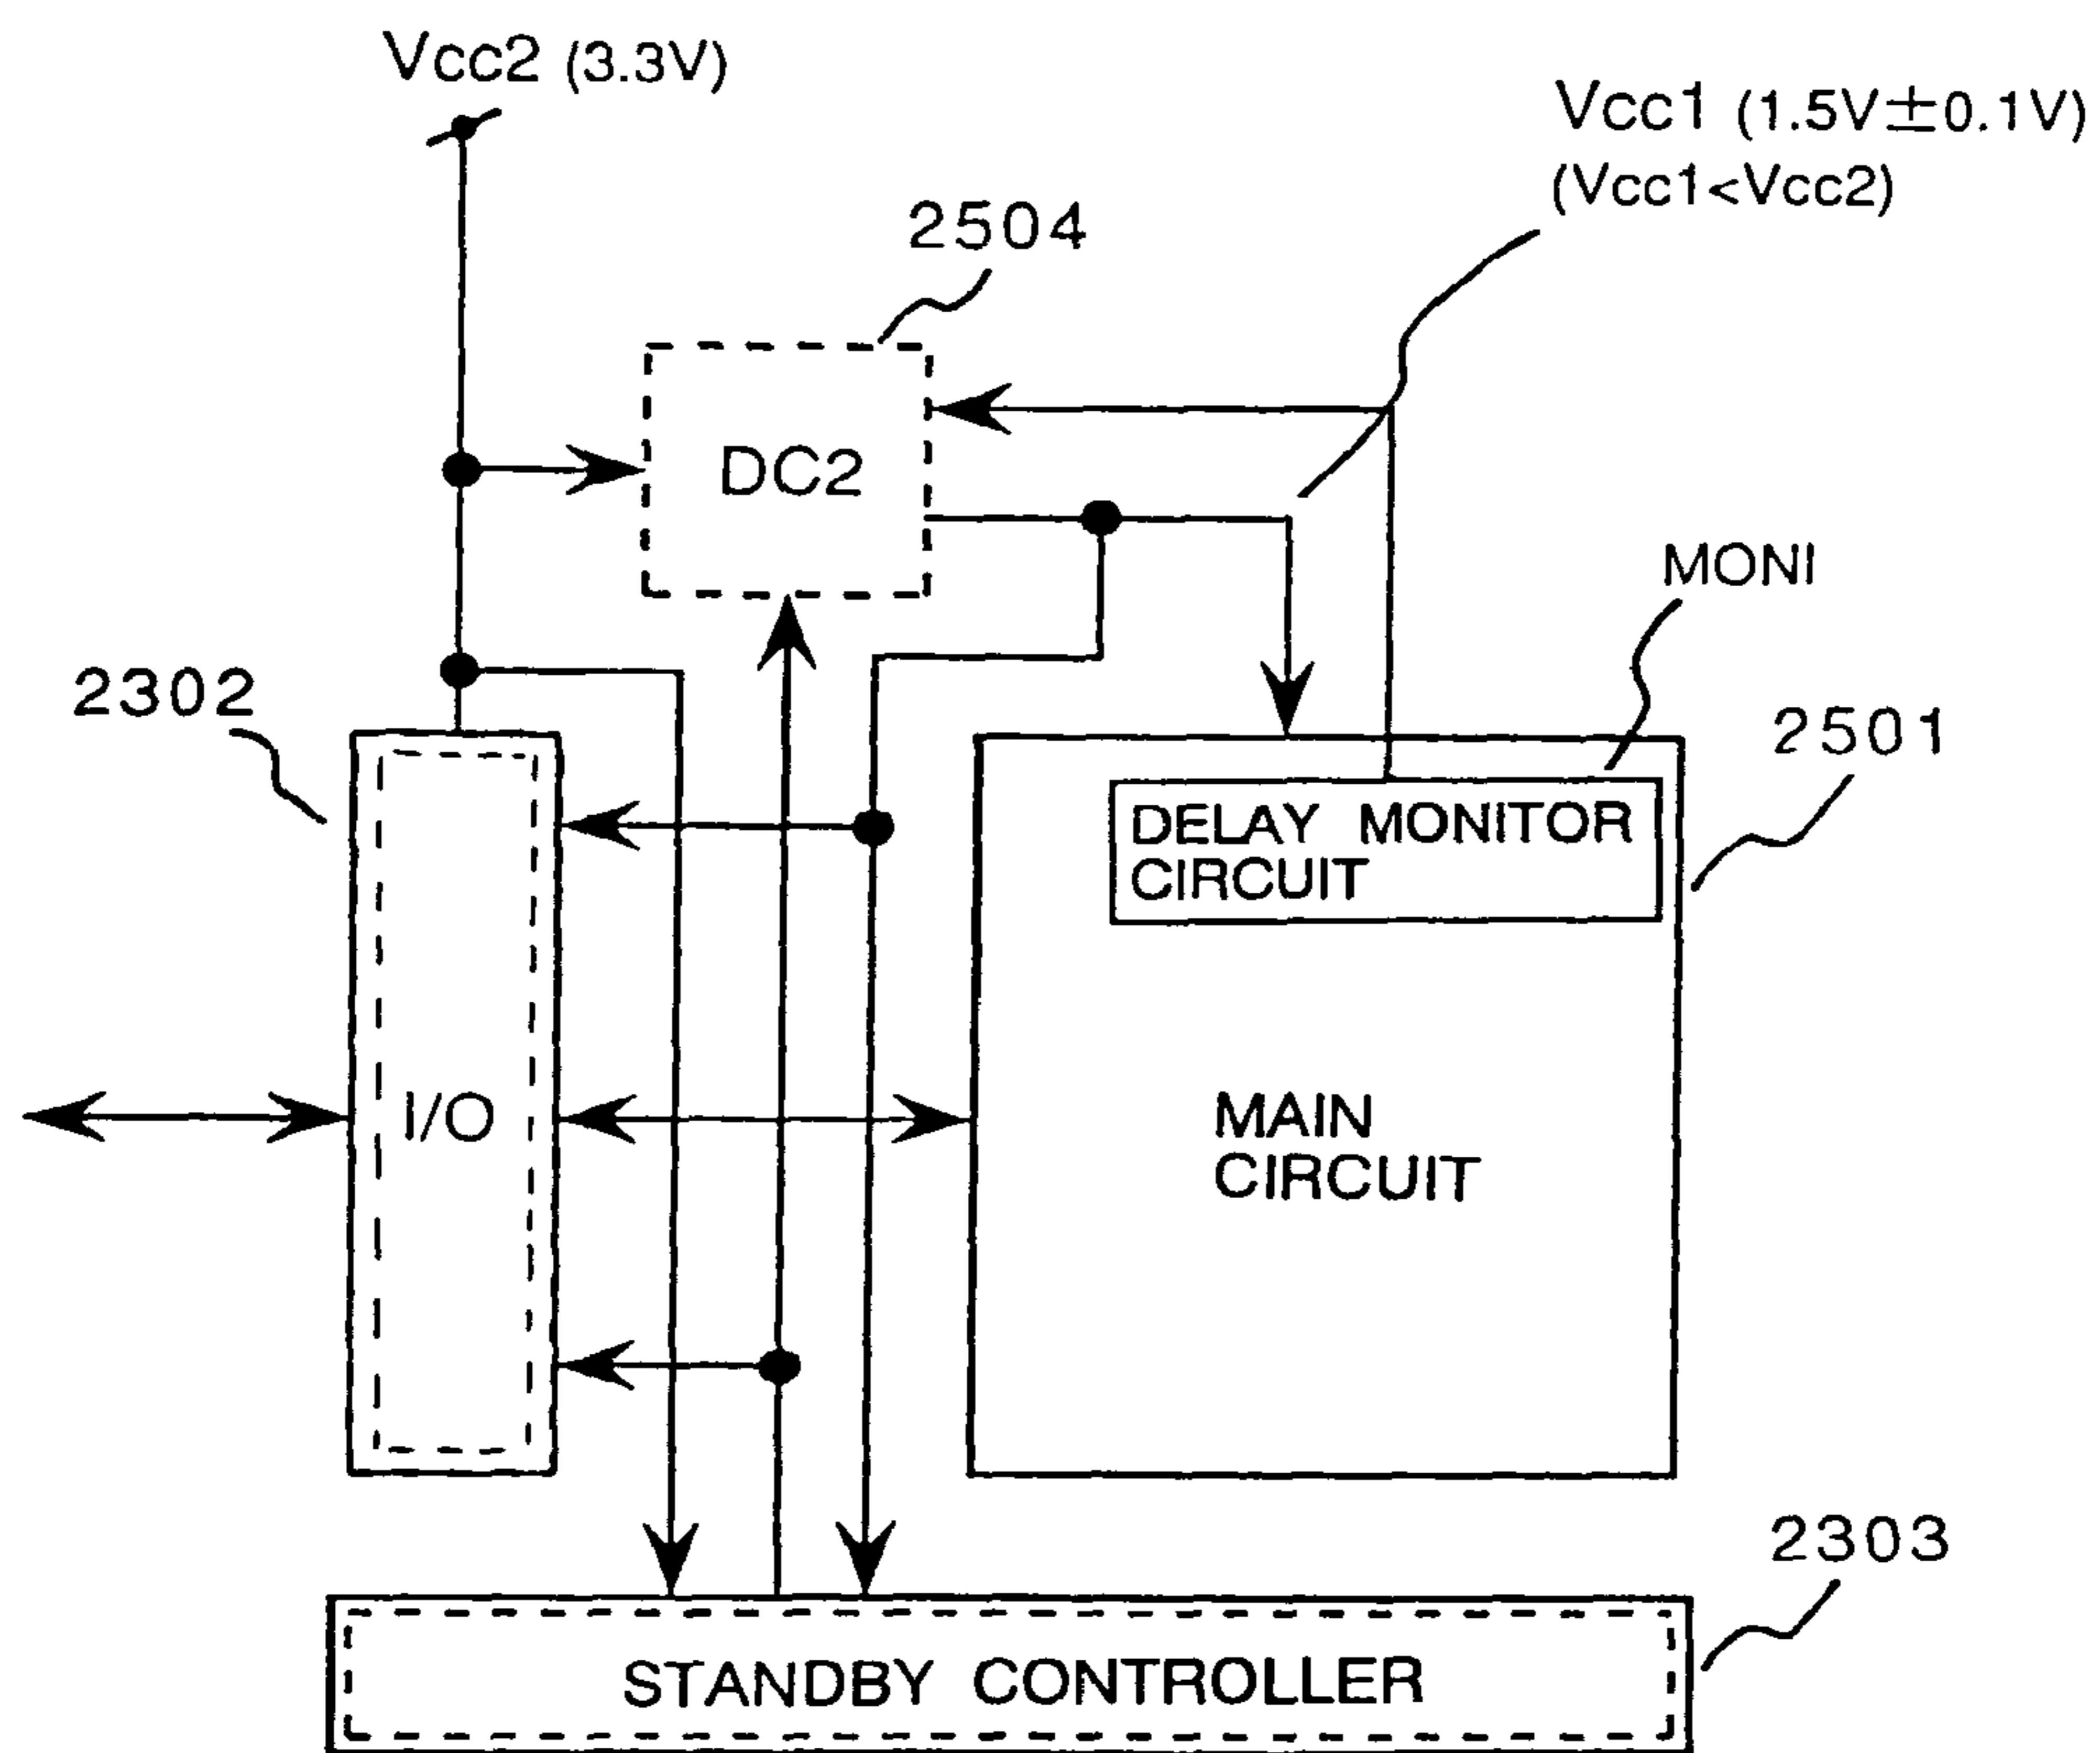 Vcc2 (3.3V)
Vcc1 (1.5V±0.1V)
(Vcc1<Vcc2)
2504
DC2
MONI
2302
2501
DELAY MONITOR
CIRCUIT
I/O
MAIN
CIRCUIT
2303
STANDBY CONTROLLER